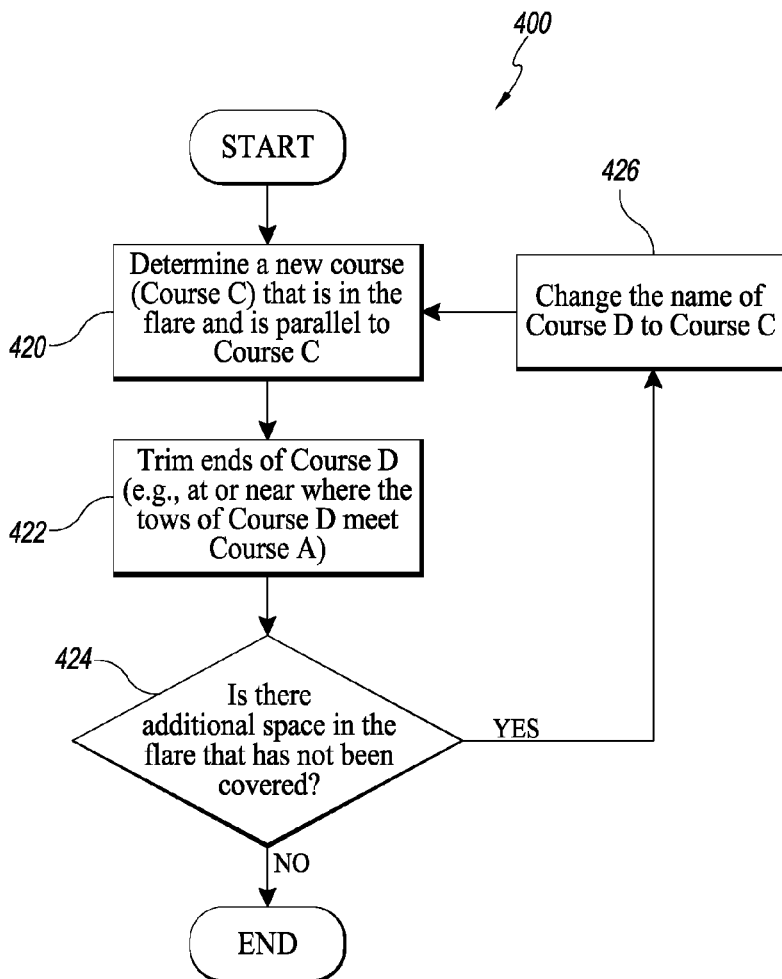 400
START
426
Determine a new course
(Course C) that is in the
flare and is parallel to
Course C
Change the name of
Course D to Course C
420
Trim ends of Course D
(e.g., at or near where the
tows of Course D meet
Course A)
422
424
Is there
additional space in the
flare that has not been
covered?
YES
NO
END